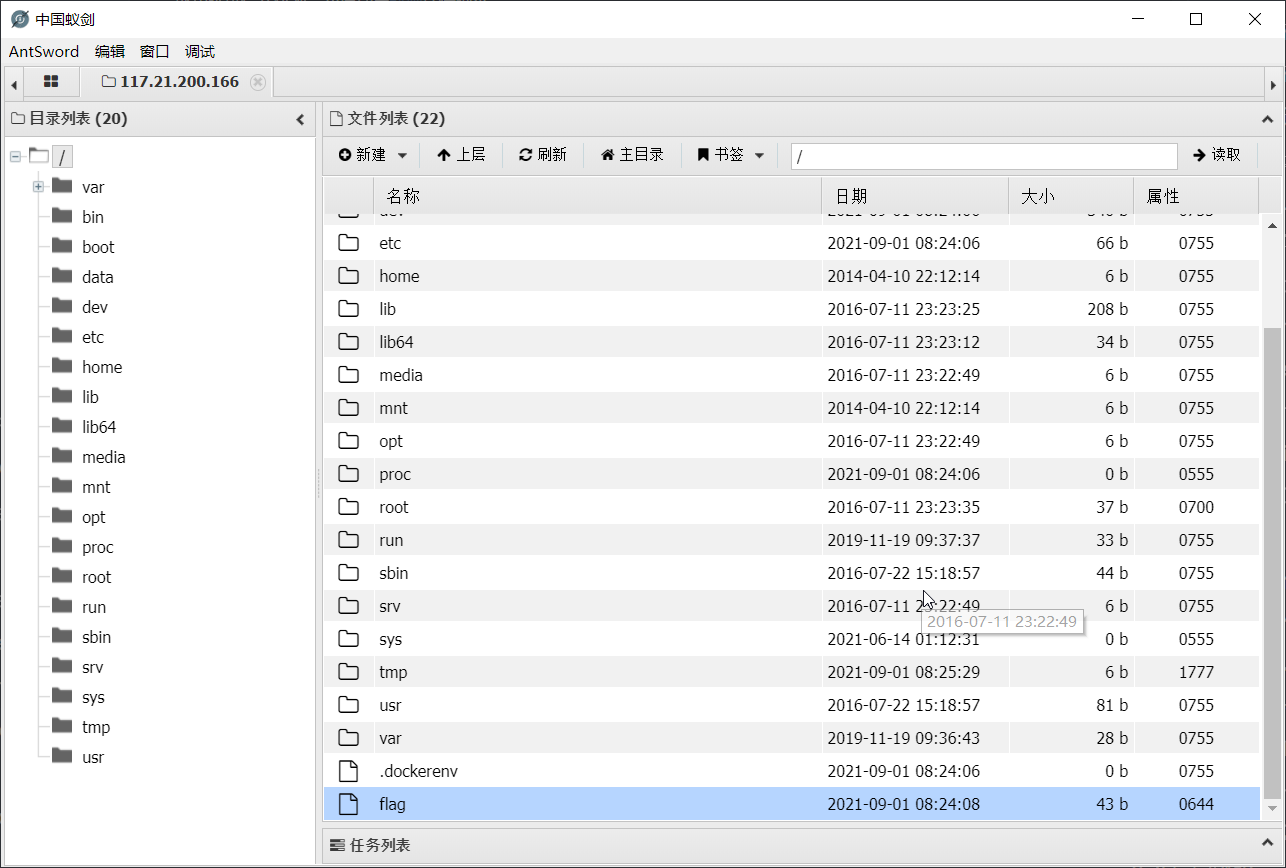 中国蚁剑
AntSword 编辑 窗口 调试
117.21.200.166
目录列表 (20)
/
var
bin
boot
data
dev
etc
home
lib
lib64
media
mnt
opt
proc
root
run
sbin
srv
sys
tmp
usr
文件列表 (22)
新建 上层 刷新 主目录 书签 / 读取
名称 日期 大小 属性
etc 2021-09-01 08:24:06 66 b 0755
home 2014-04-10 22:12:14 6 b 0755
lib 2016-07-11 23:23:25 208 b 0755
lib64 2016-07-11 23:23:12 34 b 0755
media 2016-07-11 23:22:49 6 b 0755
mnt 2014-04-10 22:12:14 6 b 0755
opt 2016-07-11 23:22:49 6 b 0755
proc 2021-09-01 08:24:06 0 b 0555
root 2016-07-11 23:23:35 37 b 0700
run 2019-11-19 09:37:37 33 b 0755
sbin 2016-07-22 15:18:57 44 b 0755
srv 2016-07-11 23:22:49 6 b 0755
2016-07-11 23:22:49
sys 2021-06-14 01:12:31 0 b 0555
tmp 2021-09-01 08:25:29 6 b 1777
usr 2016-07-22 15:18:57 81 b 0755
var 2019-11-19 09:36:43 28 b 0755
.dockerenv 2021-09-01 08:24:06 0 b 0755
flag 2021-09-01 08:24:08 43 b 0644
任务列表